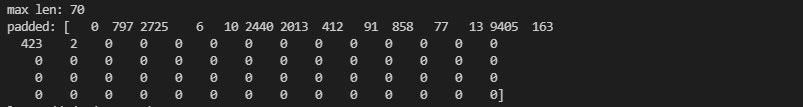 max len: 70
padded: [   0  797 2725    6   10 2440 2013  412   91  858   77   13 9405  163
  423    2    0    0    0    0    0    0    0    0    0    0    0    0
    0    0    0    0    0    0    0    0    0    0    0    0    0    0
    0    0    0    0    0    0    0    0    0    0    0    0    0    0
    0    0    0    0    0    0    0    0    0    0    0    0    0    0]